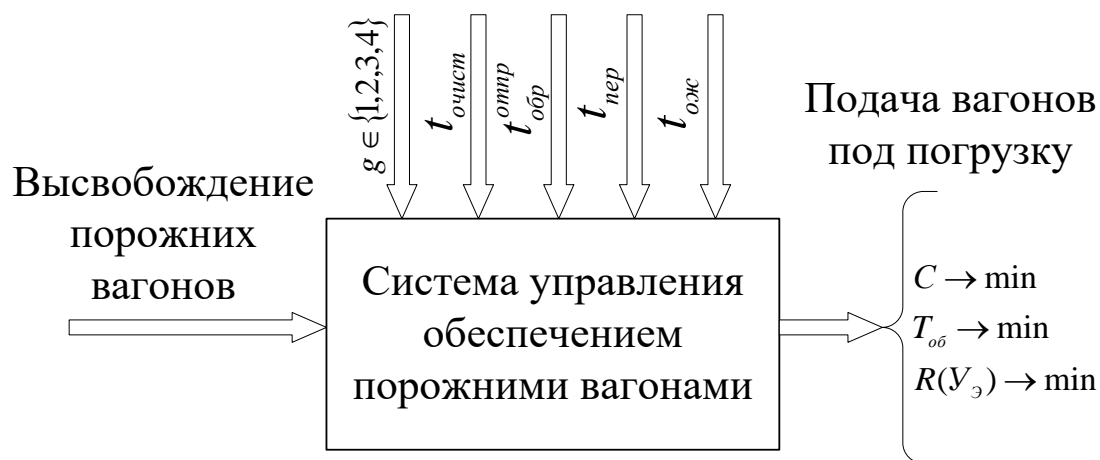 g ∈ {1,2,3,4}
t_очист
t_обр^отпр
t_пер
t_ож
Высвобождение
порожних
вагонов
Система управления
обеспечением
порожними вагонами
Подача вагонов
под погрузку
C → min
T_об → min
R(У_Э) → min